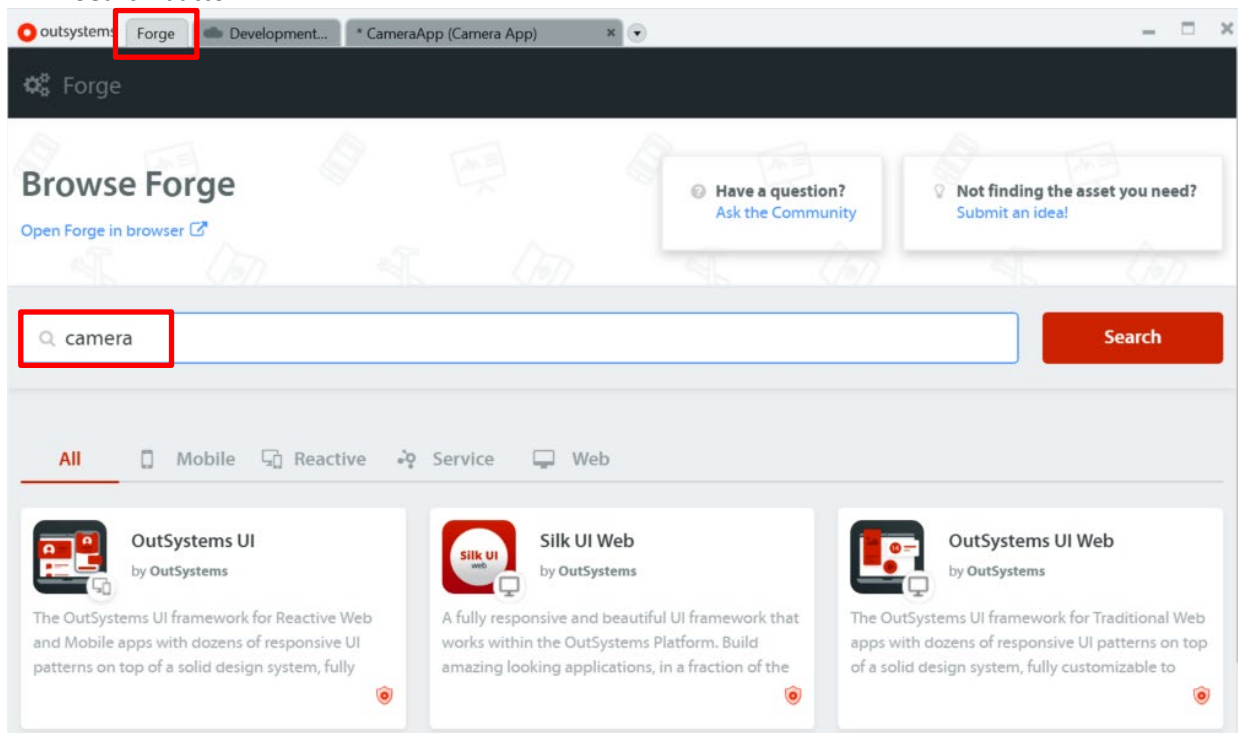 outsystems Forge Development... * CameraApp (Camera App)
Forge
Browse Forge
Open Forge in browser
Have a question?
Ask the Community
Not finding the asset you need?
Submit an idea!
camera
Search
All Mobile Reactive Service Web
OutSystems UI
by OutSystems
The OutSystems UI framework for Reactive Web
and Mobile apps with dozens of responsive UI
patterns on top of a solid design system, fully
Silk UI
web
Silk UI Web
by OutSystems
A fully responsive and beautiful UI framework that
works within the OutSystems Platform. Build
amazing looking applications, in a fraction of the
OutSystems UI Web
by OutSystems
The OutSystems UI framework for Traditional Web
apps with dozens of responsive UI patterns on top
of a solid design system, fully customizable to